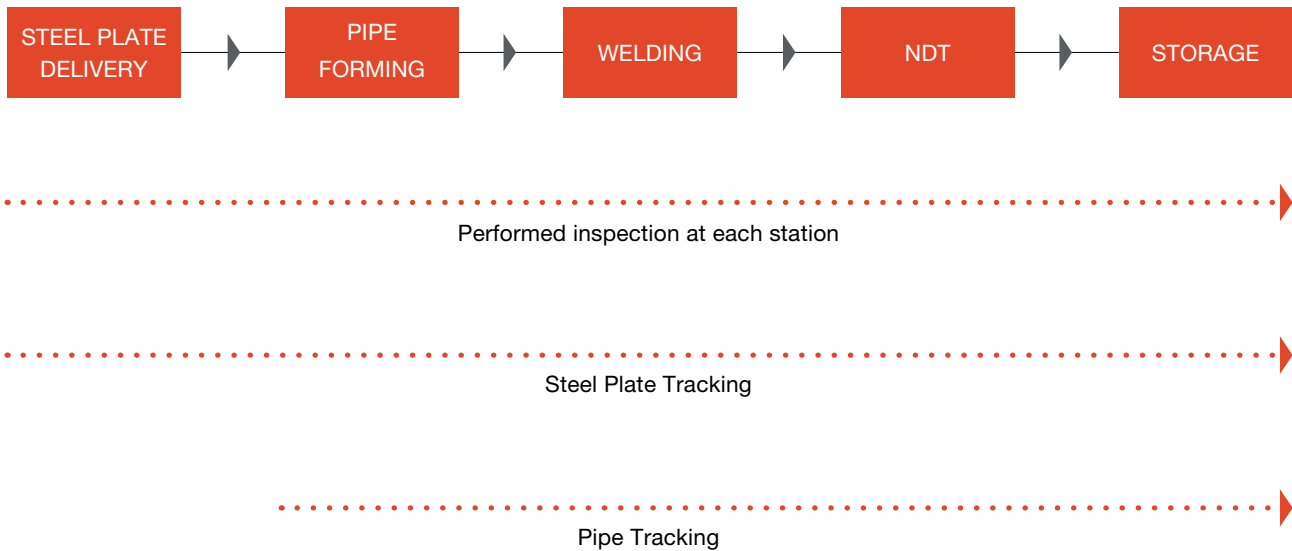 STEEL PLATE
DELIVERY
PIPE
FORMING
WELDING
NDT
STORAGE
Performed inspection at each station
Steel Plate Tracking
Pipe Tracking